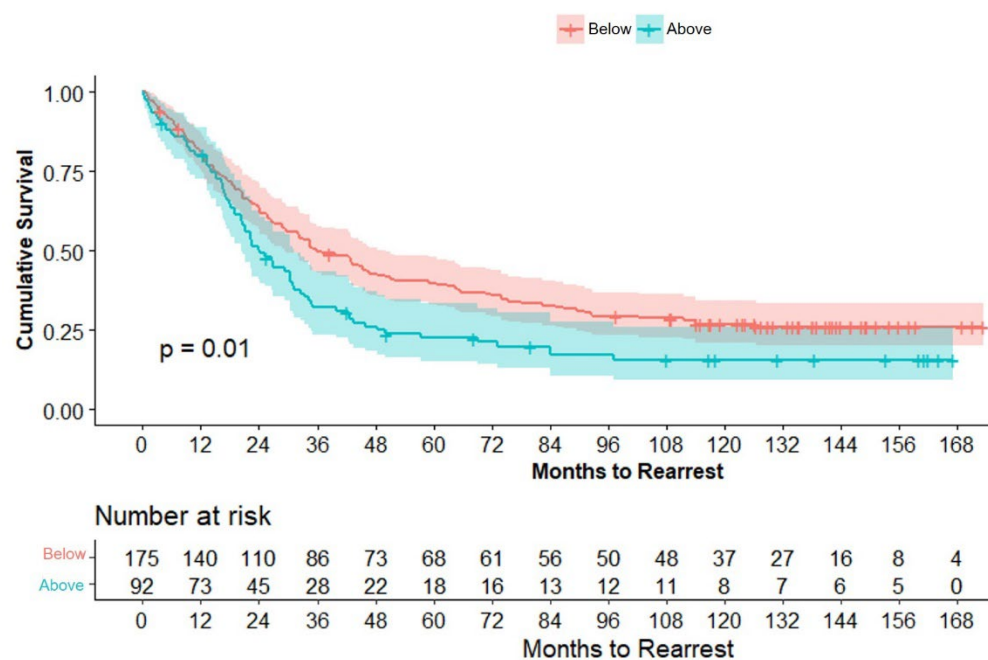 Below Above
Cumulative Survival
1.00
0.75
0.50
0.25
0.00
p = 0.01
0 12 24 36 48 60 72 84 96 108 120 132 144 156 168
Months to Rearrest
Number at risk
Below 175 140 110 86 73 68 61 56 50 48 37 27 16 8 4
Above 92 73 45 28 22 18 16 13 12 11 8 7 6 5 0
0 12 24 36 48 60 72 84 96 108 120 132 144 156 168
Months to Rearrest